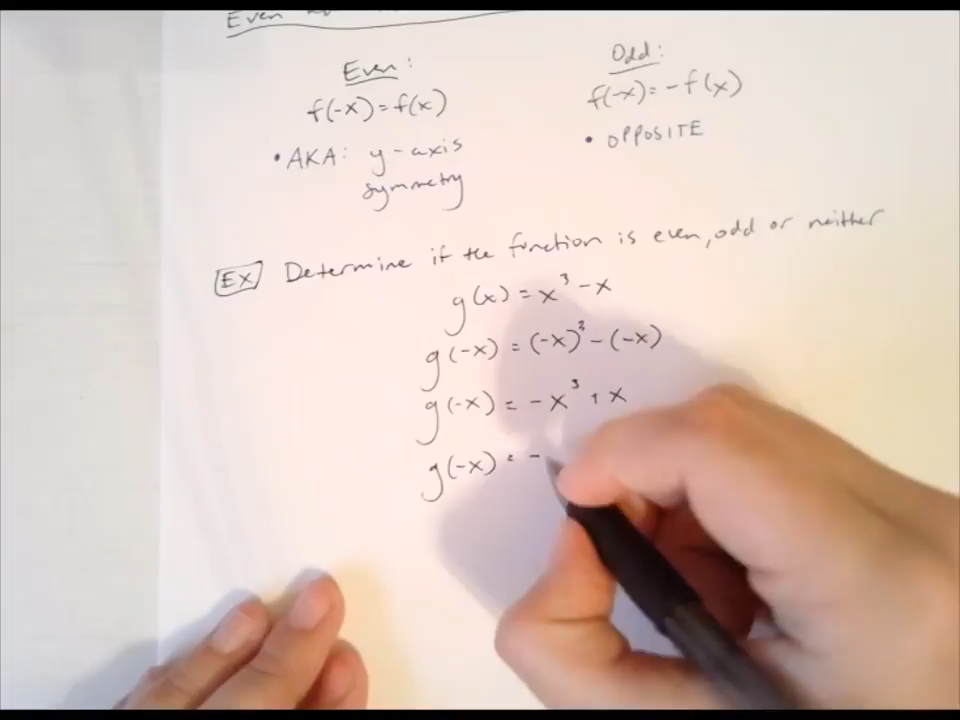 Even
Even:
f(-x)=f(x)
• AKA: y-axis
symmetry
Odd:
f(-x)=-f(x)
• OPPOSITE
Ex Determine if the function is even, odd or neither
g(x) = x³ - x
g(-x) = (-x)³ - (-x)
g(-x) = -x³ + x
g(-x) = -